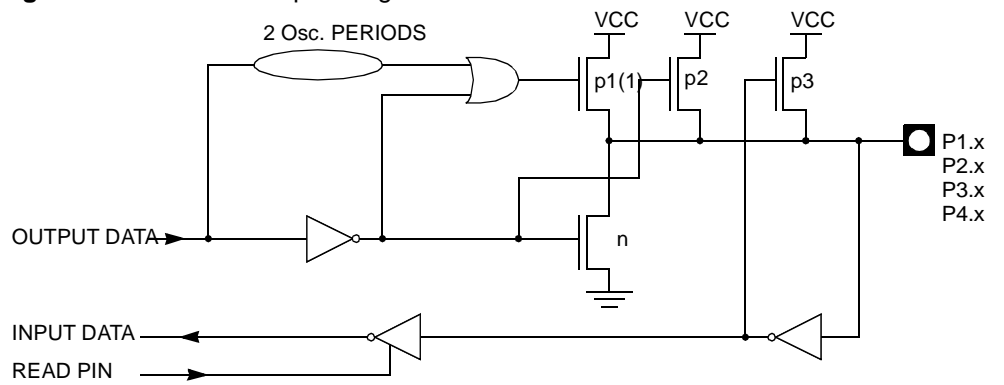 2 Osc. PERIODS
VCC
VCC
VCC
p1(1)
p2
p3
P1.x
P2.x
P3.x
P4.x
OUTPUT DATA
n
INPUT DATA
READ PIN